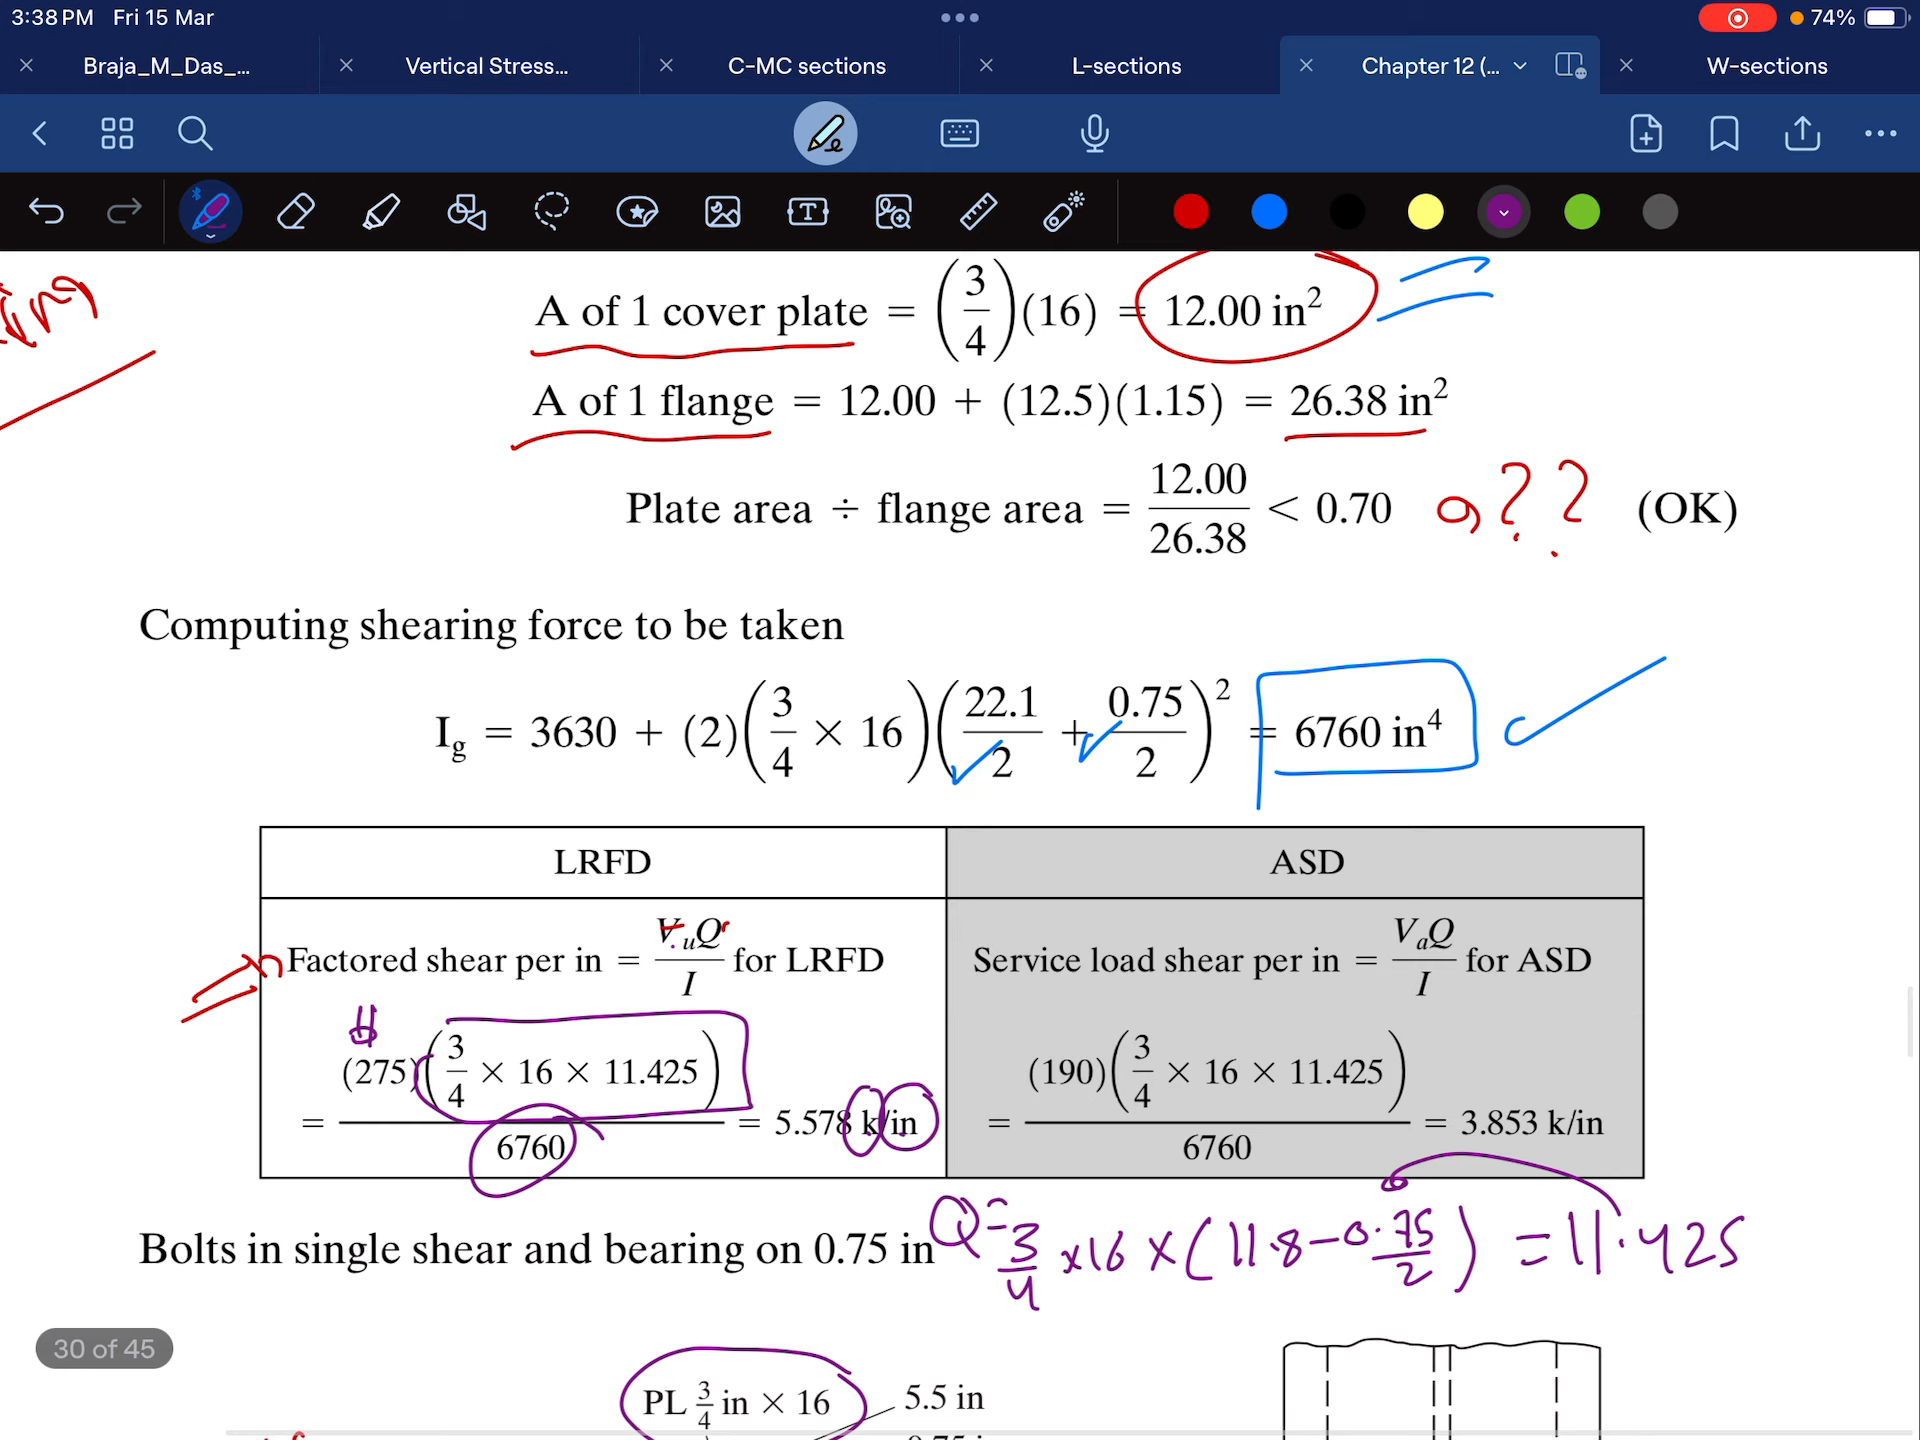 3:38 PM Fri 15 Mar
74%
Braja_M_Das_...
Vertical Stress...
C-MC sections
L-sections
Chapter 12 (...
W-sections
A of 1 cover plate = (3/4)(16) = 12.00 in²
A of 1 flange = 12.00 + (12.5)(1.15) = 26.38 in²
Plate area ÷ flange area = 12.00/26.38 < 0.70 ?? (OK)
Computing shearing force to be taken
I_g = 3630 + (2)(3/4 × 16)(22.1/2 + 0.75/2)² = 6760 in⁴
LRFD
ASD
Factored shear per in = V_uQ/I for LRFD
= (275)(3/4 × 16 × 11.425)/6760 = 5.578 k/in
Service load shear per in = V_aQ/I for ASD
= (190)(3/4 × 16 × 11.425)/6760 = 3.853 k/in
Bolts in single shear and bearing on 0.75 in
Q = 3/4 × 16 × (11.8 - 0.75/2) = 11.425
30 of 45
PL 3/4 in × 16
5.5 in